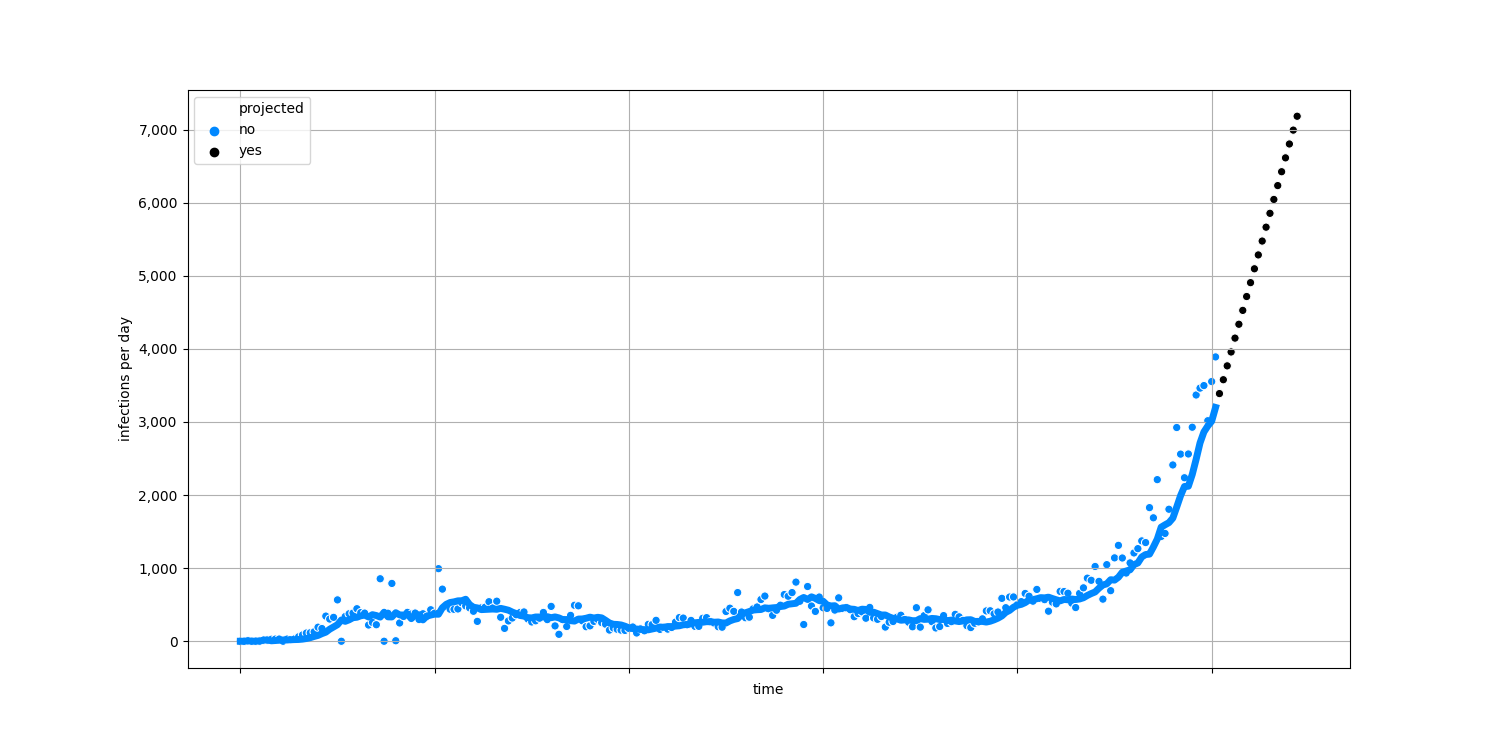 projected
no
yes
7,000
6,000
5,000
4,000
3,000
2,000
1,000
0
infections per day
time